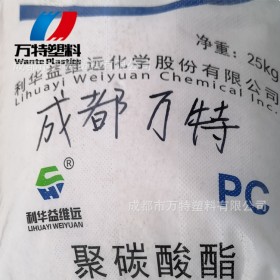 万特塑料
Wante Plastics
净重：25kg
利华益维远化学股份有限公司
Lihuayi Weiyuan Chemical Inc.
成都万特
®
PC
利华益维远
LIHUAYI WEIYUAN
成都市万特塑料有限公司
聚碳酸酯